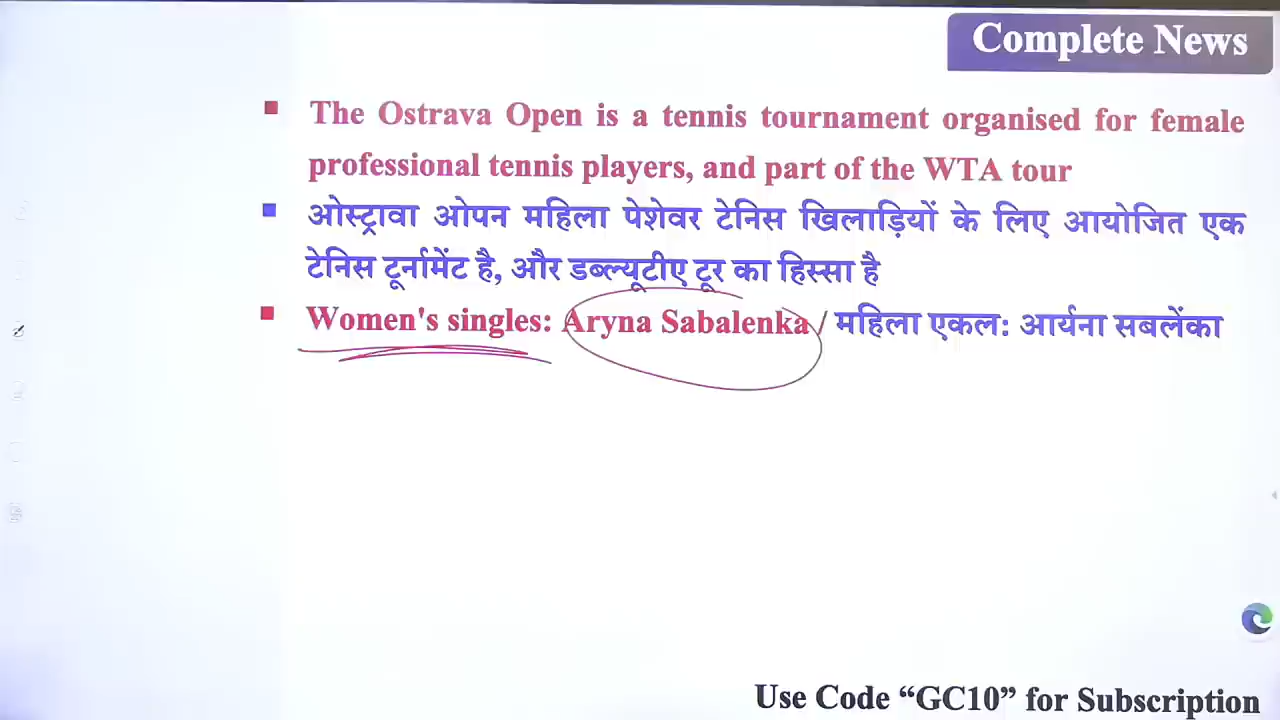 Complete News
The Ostrava Open is a tennis tournament organised for female
professional tennis players, and part of the WTA tour
ओस्ट्रावा ओपन महिला पेशेवर टेनिस खिलाड़ियों के लिए आयोजित एक
टेनिस टूर्नामेंट है, और डब्ल्यूटीए टूर का हिस्सा है
Women's singles: Aryna Sabalenka / महिला एकल: आर्यना सबलेंका
Use Code “GC10” for Subscription